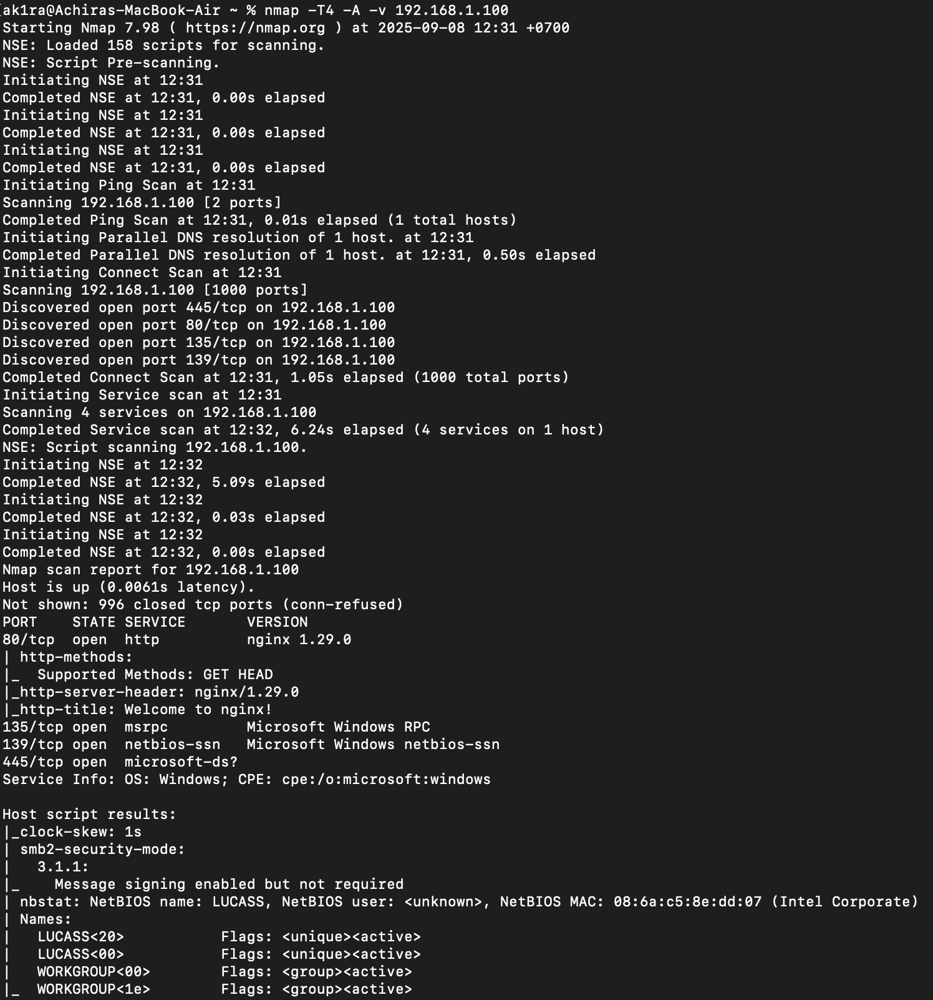 ak1ra@Achiras-MacBook-Air ~ % nmap -T4 -A -v 192.168.1.100
Starting Nmap 7.98 ( https://nmap.org ) at 2025-09-08 12:31 +0700
NSE: Loaded 158 scripts for scanning.
NSE: Script Pre-scanning.
Initiating NSE at 12:31
Completed NSE at 12:31, 0.00s elapsed
Initiating NSE at 12:31
Completed NSE at 12:31, 0.00s elapsed
Initiating NSE at 12:31
Completed NSE at 12:31, 0.00s elapsed
Initiating Ping Scan at 12:31
Scanning 192.168.1.100 [2 ports]
Completed Ping Scan at 12:31, 0.01s elapsed (1 total hosts)
Initiating Parallel DNS resolution of 1 host. at 12:31
Completed Parallel DNS resolution of 1 host. at 12:31, 0.50s elapsed
Initiating Connect Scan at 12:31
Scanning 192.168.1.100 [1000 ports]
Discovered open port 445/tcp on 192.168.1.100
Discovered open port 80/tcp on 192.168.1.100
Discovered open port 135/tcp on 192.168.1.100
Discovered open port 139/tcp on 192.168.1.100
Completed Connect Scan at 12:31, 1.05s elapsed (1000 total ports)
Initiating Service scan at 12:31
Scanning 4 services on 192.168.1.100
Completed Service scan at 12:32, 6.24s elapsed (4 services on 1 host)
NSE: Script scanning 192.168.1.100.
Initiating NSE at 12:32
Completed NSE at 12:32, 5.09s elapsed
Initiating NSE at 12:32
Completed NSE at 12:32, 0.03s elapsed
Initiating NSE at 12:32
Completed NSE at 12:32, 0.00s elapsed
Nmap scan report for 192.168.1.100
Host is up (0.0061s latency).
Not shown: 996 closed tcp ports (conn-refused)
PORT    STATE SERVICE       VERSION
80/tcp  open  http          nginx 1.29.0
| http-methods:
|_  Supported Methods: GET HEAD
|_http-server-header: nginx/1.29.0
|_http-title: Welcome to nginx!
135/tcp open  msrpc         Microsoft Windows RPC
139/tcp open  netbios-ssn   Microsoft Windows netbios-ssn
445/tcp open  microsoft-ds?
Service Info: OS: Windows; CPE: cpe:/o:microsoft:windows

Host script results:
|_clock-skew: 1s
| smb2-security-mode:
|   3.1.1:
|_    Message signing enabled but not required
| nbstat: NetBIOS name: LUCASS, NetBIOS user: <unknown>, NetBIOS MAC: 08:6a:c5:8e:dd:07 (Intel Corporate)
| Names:
|   LUCASS<20>           Flags: <unique><active>
|   LUCASS<00>           Flags: <unique><active>
|   WORKGROUP<00>        Flags: <group><active>
|_  WORKGROUP<1e>        Flags: <group><active>